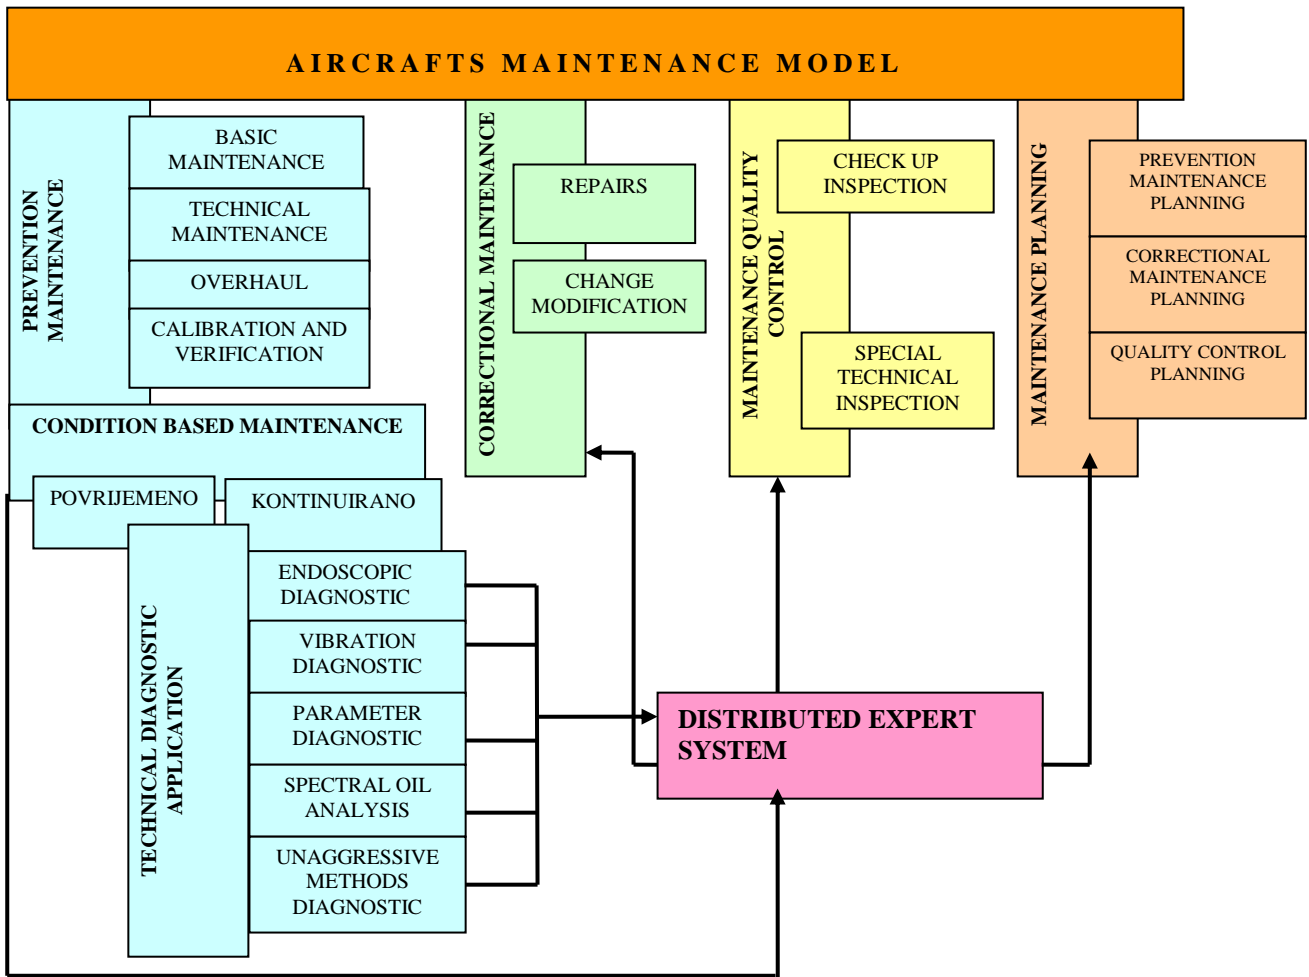 AIRCRAFTS MAINTENANCE MODEL
PREVENTION
MAINTENANCE
BASIC
MAINTENANCE
TECHNICAL
MAINTENANCE
OVERHAUL
CALIBRATION AND
VERIFICATION
CONDITION BASED MAINTENANCE
POVRIJEMENO
KONTINUIRANO
TECHNICAL DIAGNOSTIC
APPLICATION
ENDOSCOPIC
DIAGNOSTIC
VIBRATION
DIAGNOSTIC
PARAMETER
DIAGNOSTIC
SPECTRAL OIL
ANALYSIS
UNAGGRESSIVE
METHODS
DIAGNOSTIC
CORRECTIONAL MAINTENANCE
REPAIRS
CHANGE
MODIFICATION
MAINTENANCE QUALITY
CONTROL
CHECK UP
INSPECTION
SPECIAL
TECHNICAL
INSPECTION
MAINTENANCE PLANNING
PREVENTION
MAINTENANCE
PLANNING
CORRECTIONAL
MAINTENANCE
PLANNING
QUALITY CONTROL
PLANNING
DISTRIBUTED EXPERT
SYSTEM